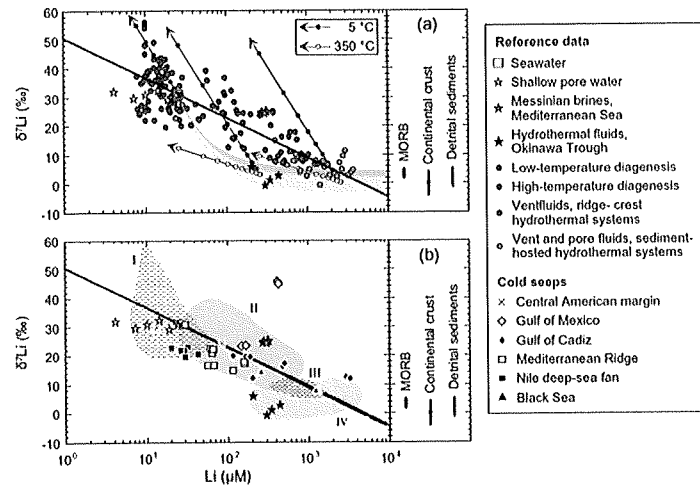 (a)
5 °C
350 °C
δ⁷Li (‰)
60
50
40
30
20
10
0
-10
MORB
Continental crust
Detrital sediments
(b)
I
II
III
IV
δ⁷Li (‰)
60
50
40
30
20
10
0
-10
MORB
Continental crust
Detrital sediments
10⁰
10¹
10²
10³
10⁴
Li (µM)
Reference data
Seawater
Shallow pore water
Messinian brines,
Mediterranean Sea
Hydrothermal fluids,
Okinawa Trough
Low-temperature diagenesis
High-temperature diagenesis
Ventfluids, ridge-crest
hydrothermal systems
Vent and pore fluids, sediment-
hosted hydrothermal systems
Cold seeps
Central American margin
Gulf of Mexico
Gulf of Cadiz
Mediterranean Ridge
Nile deep-sea fan
Black Sea